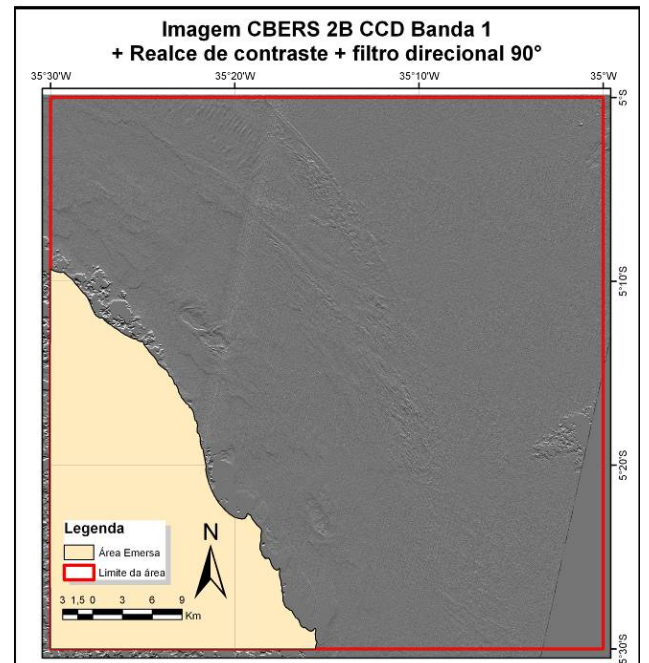 Imagem CBERS 2B CCD Banda 1
+ Realce de contraste + filtro direcional 90°
35°30'W 35°20'W 35°10'W 35°W
5°S
5°10'S
5°20'S
5°30'S
Legenda
Área Emersa
Limite da área
N
3 1,5 0 3 6 9
Km